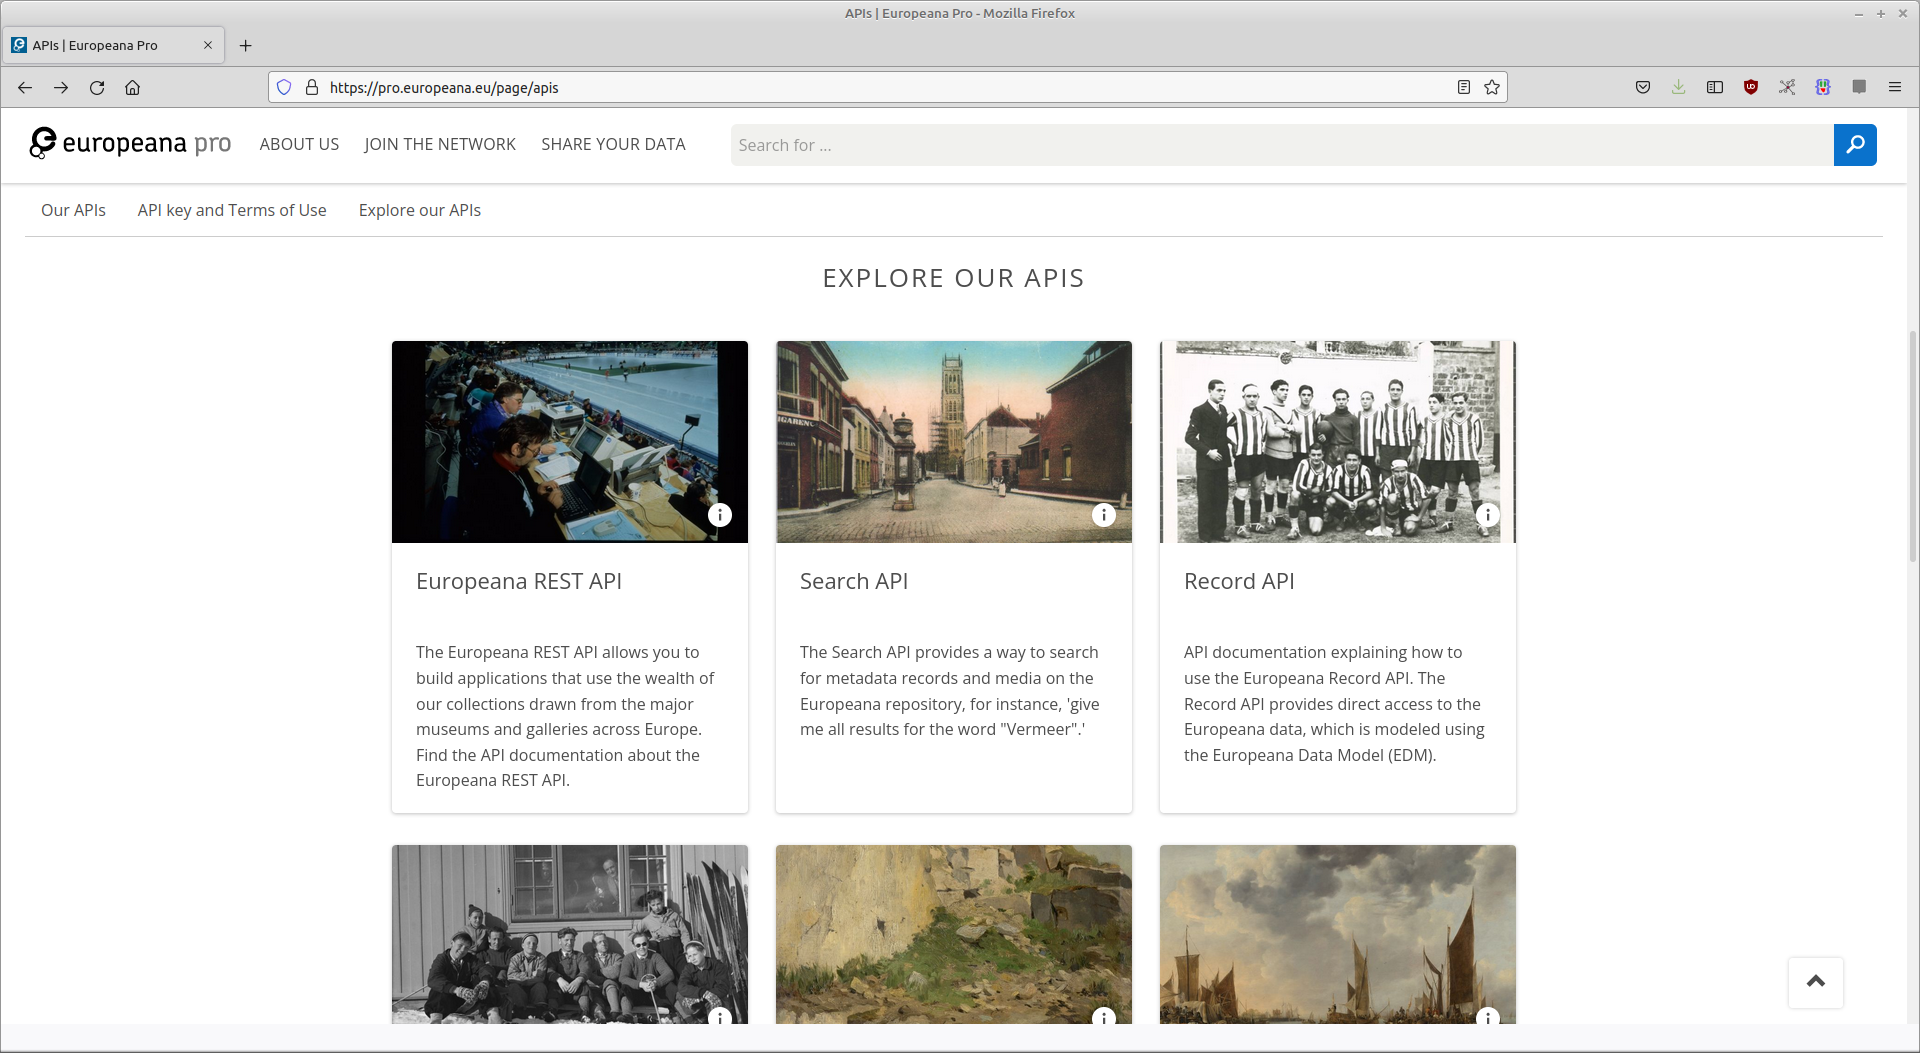 APIs | Europeana Pro - Mozilla Firefox
APIs | Europeana Pro
https://pro.europeana.eu/page/apis
europeana pro
ABOUT US
JOIN THE NETWORK
SHARE YOUR DATA
Search for ...
Our APIs
API key and Terms of Use
Explore our APIs
EXPLORE OUR APIS
Europeana REST API
The Europeana REST API allows you to
build applications that use the wealth of
our collections drawn from the major
museums and galleries across Europe.
Find the API documentation about the
Europeana REST API.
Search API
The Search API provides a way to search
for metadata records and media on the
Europeana repository, for instance, 'give
me all results for the word "Vermeer".'
Record API
API documentation explaining how to
use the Europeana Record API. The
Record API provides direct access to the
Europeana data, which is modeled using
the Europeana Data Model (EDM).